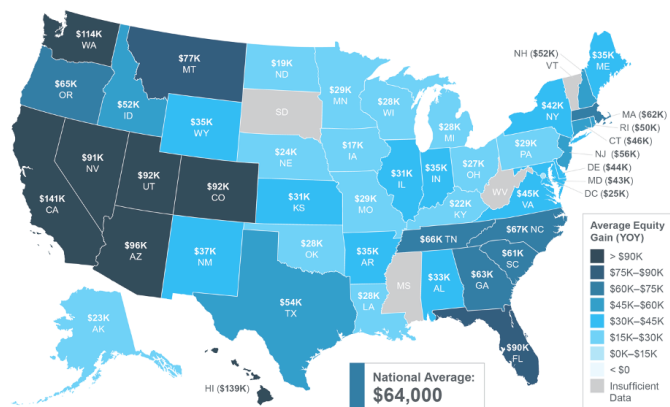 $114K
WA
$65K
OR
$52K
ID
$77K
MT
$19K
ND
SD
$35K
WY
$24K
NE
$29K
MN
$28K
WI
$28K
MI
$17K
IA
$91K
NV
$92K
UT
$92K
CO
$141K
CA
$96K
AZ
$37K
NM
$31K
KS
$29K
MO
$31K
IL
$35K
IN
$27K
OH
$22K
KY
$28K
OK
$35K
AR
$54K
TX
$28K
LA
MS
$33K
AL
$63K
GA
$90K
FL
$66K TN
$67K NC
$61K
SC
$45K
VA
WV
$29K
PA
$42K
NY
$35K
ME
NH ($52K)
VT
MA ($62K)
RI ($50K)
CT ($46K)
NJ ($56K)
DE ($44K)
MD ($43K)
DC ($25K)
$23K
AK
HI ($139K)
National Average:
$64,000
Average Equity
Gain (YOY)
> $90K
$75K–$90K
$60K–$75K
$45K–$60K
$30K–$45K
$15K–$30K
$0K–$15K
< $0
Insufficient
Data